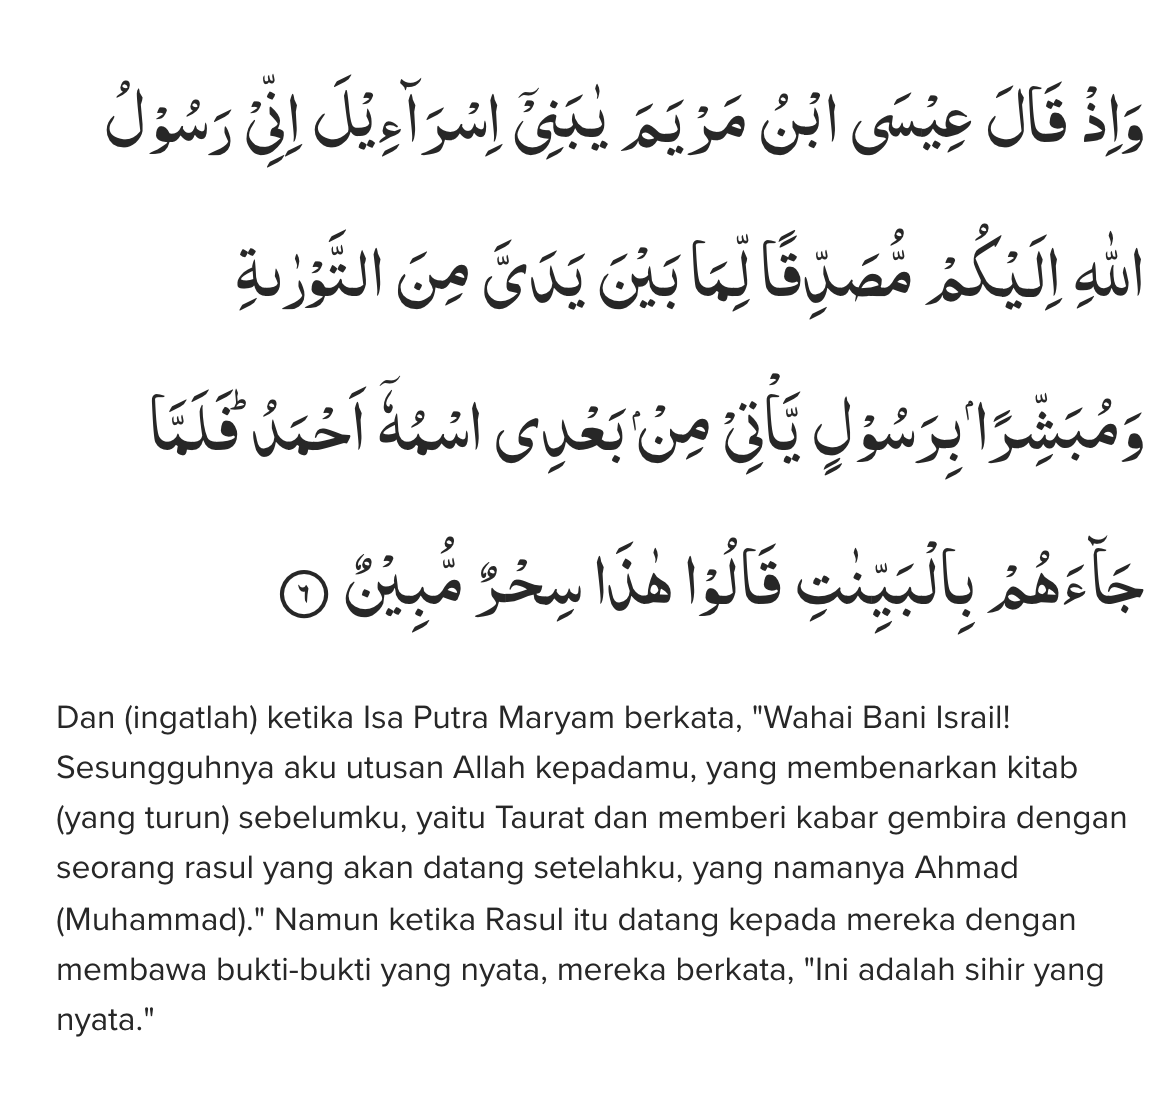 وَاِذْ قَالَ عِيْسَى ابْنُ مَرْيَمَ يٰبَنِيْٓ اِسْرَاۤءِيْلَ اِنِّيْ رَسُوْلُ
اللّٰهِ اِلَيْكُمْ مُّصَدِّقًا لِّمَا بَيْنَ يَدَيَّ مِنَ التَّوْرٰىةِ
وَمُبَشِّرًاۢ بِرَسُوْلٍ يَّأْتِيْ مِنْۢ بَعْدِى اسْمُهٗٓ اَحْمَدُۗ فَلَمَّا
جَاۤءَهُمْ بِالْبَيِّنٰتِ قَالُوْا هٰذَا سِحْرٌ مُّبِيْنٌ ٦
Dan (ingatlah) ketika Isa Putra Maryam berkata, "Wahai Bani Israil!
Sesungguhnya aku utusan Allah kepadamu, yang membenarkan kitab
(yang turun) sebelumku, yaitu Taurat dan memberi kabar gembira dengan
seorang rasul yang akan datang setelahku, yang namanya Ahmad
(Muhammad)." Namun ketika Rasul itu datang kepada mereka dengan
membawa bukti-bukti yang nyata, mereka berkata, "Ini adalah sihir yang
nyata."